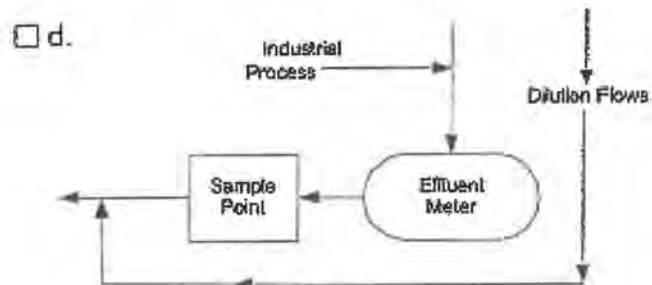 d.
Industrial
Process
Dilution Flows
Sample
Point
Effluent
Meter